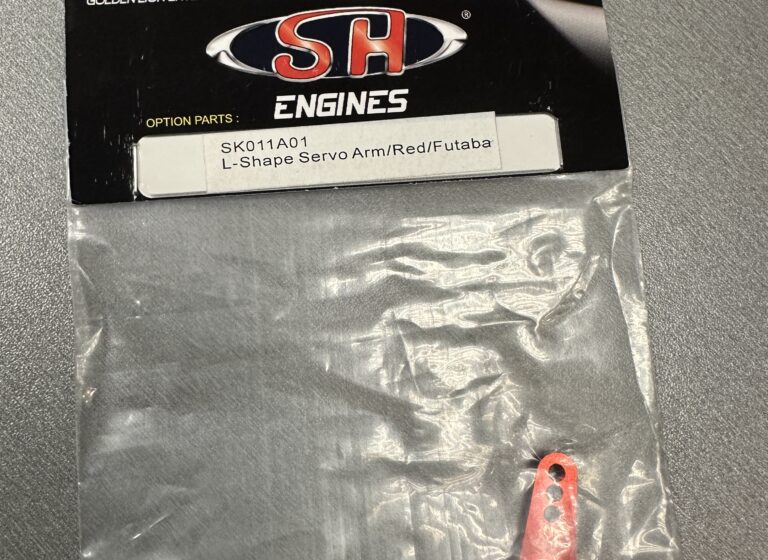 SH®
ENGINES
OPTION PARTS :
SK011A01
L-Shape Servo Arm/Red/Futaba